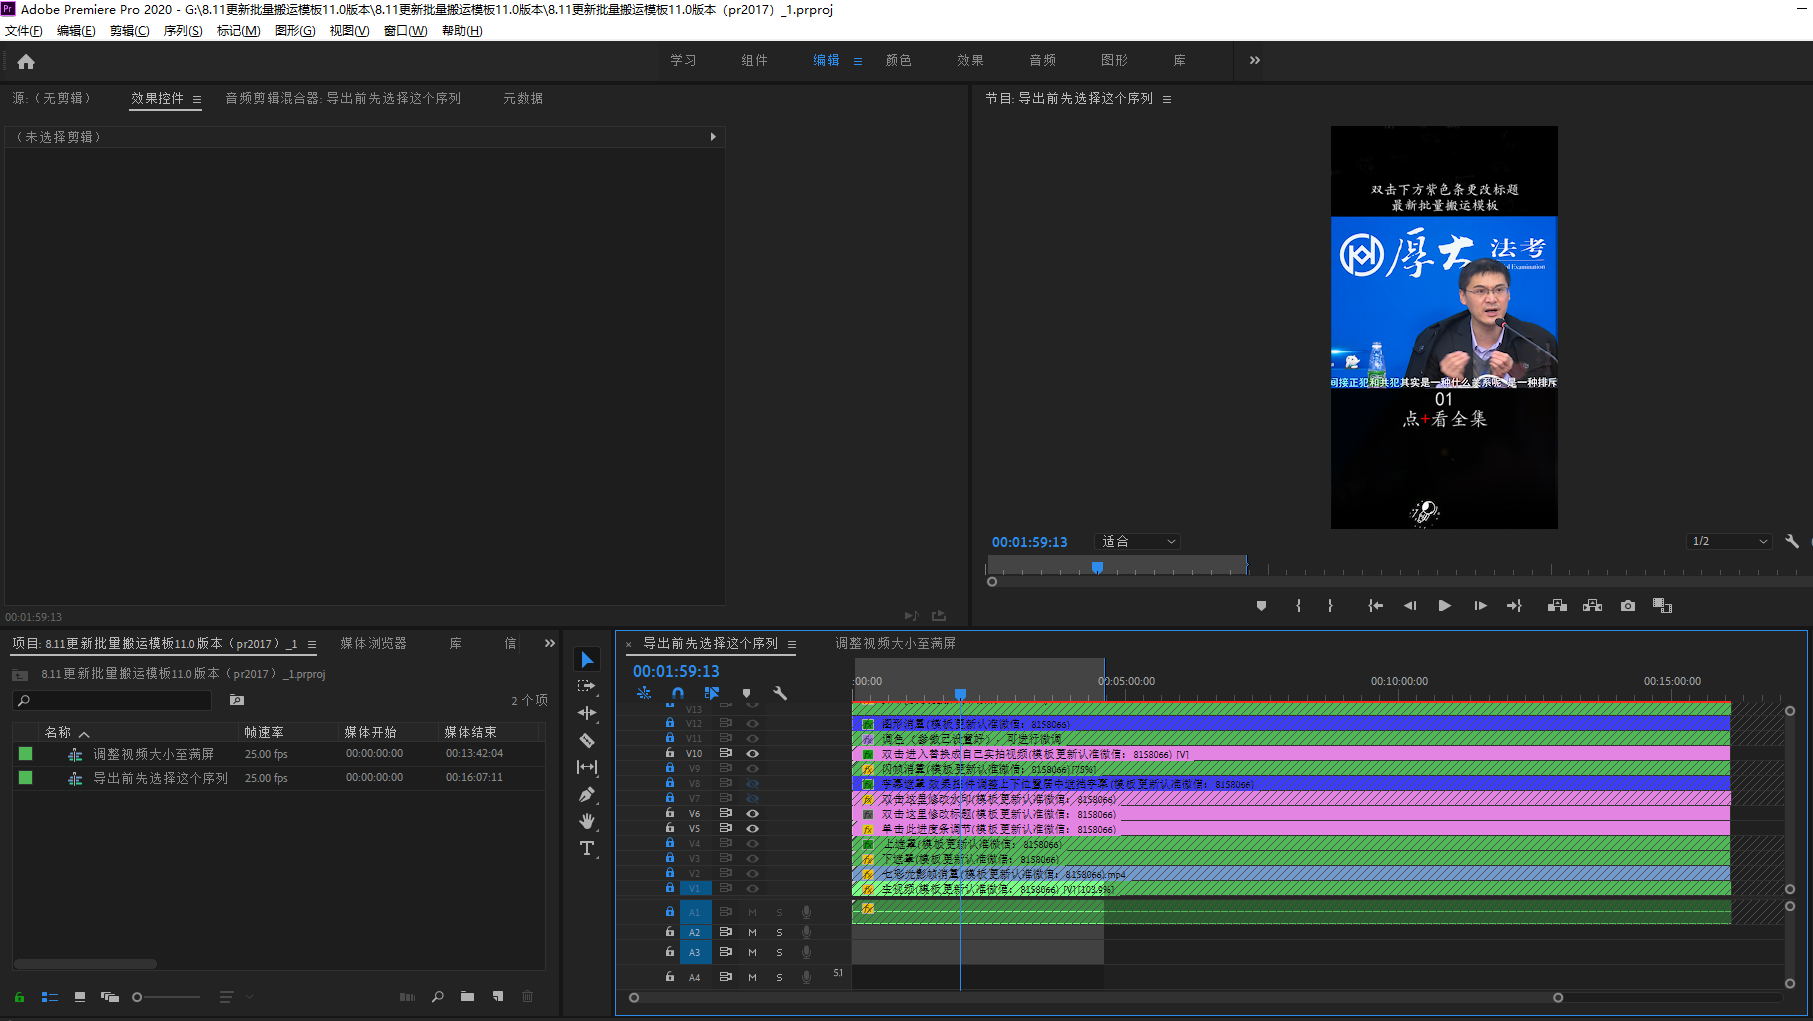 Adobe Premiere Pro 2020 - G:\8.11更新批量搬运模板11.0版本\8.11更新批量搬运模板11.0版本\8.11更新批量搬运模板11.0版本（pr2017）_1.prproj
文件(F) 编辑(E) 剪辑(C) 序列(S) 标记(M) 图形(G) 视图(V) 窗口(W) 帮助(H)
学习 组件 编辑 颜色 效果 音频 图形 库
源:（无剪辑） 效果控件 音频剪辑混合器: 导出前先选择这个序列 元数据
（未选择剪辑）
00:01:59:13
节目: 导出前先选择这个序列
双击下方紫色条更改标题
最新批量搬运模板
厚大 法考
间接正犯和共犯其实是一种什么关系呢 是一种排斥
01
点+看全集
00:01:59:13 适合 1/2
项目: 8.11更新批量搬运模板11.0版本（pr2017）_1 媒体浏览器 库 信
8.11更新批量搬运模板11.0版本（pr2017）_1.prproj
2 个项
名称 帧速率 媒体开始 媒体结束
调整视频大小至满屏 25.00 fps 00:00:00:00 00:13:42:04
导出前先选择这个序列 25.00 fps 00:00:00:00 00:16:07:11
导出前先选择这个序列 调整视频大小至满屏
00:01:59:13
:00:00 00:05:00:00 00:10:00:00 00:15:00:00
V13
V12 图形消重(模板更新认准微信：8158066)
V11 调色（参数已设置好），可进行微调
V10 双击进入替换成自己实拍视频(模板更新认准微信：8158066) [V]
V9 闪帧消重(模板更新认准微信：8158066)[75%]
V8 字幕遮罩 效果控件调整上下位置居中遮挡字幕(模板更新认准微信：8158066)
V7 双击这里修改水印(模板更新认准微信：8158066)
V6 双击这里修改标题(模板更新认准微信：8158066)
V5 单击此进度条调节(模板更新认准微信：8158066)
V4 上遮罩(模板更新认准微信：8158066)
V3 下遮罩(模板更新认准微信：8158066)
V2 七彩光影帧消重(模板更新认准微信：8158066).mp4
V1 主视频(模板更新认准微信：8158066) [V] [103.9%]
A1 M S
A2 M S
A3 M S
A4 M S 5.1